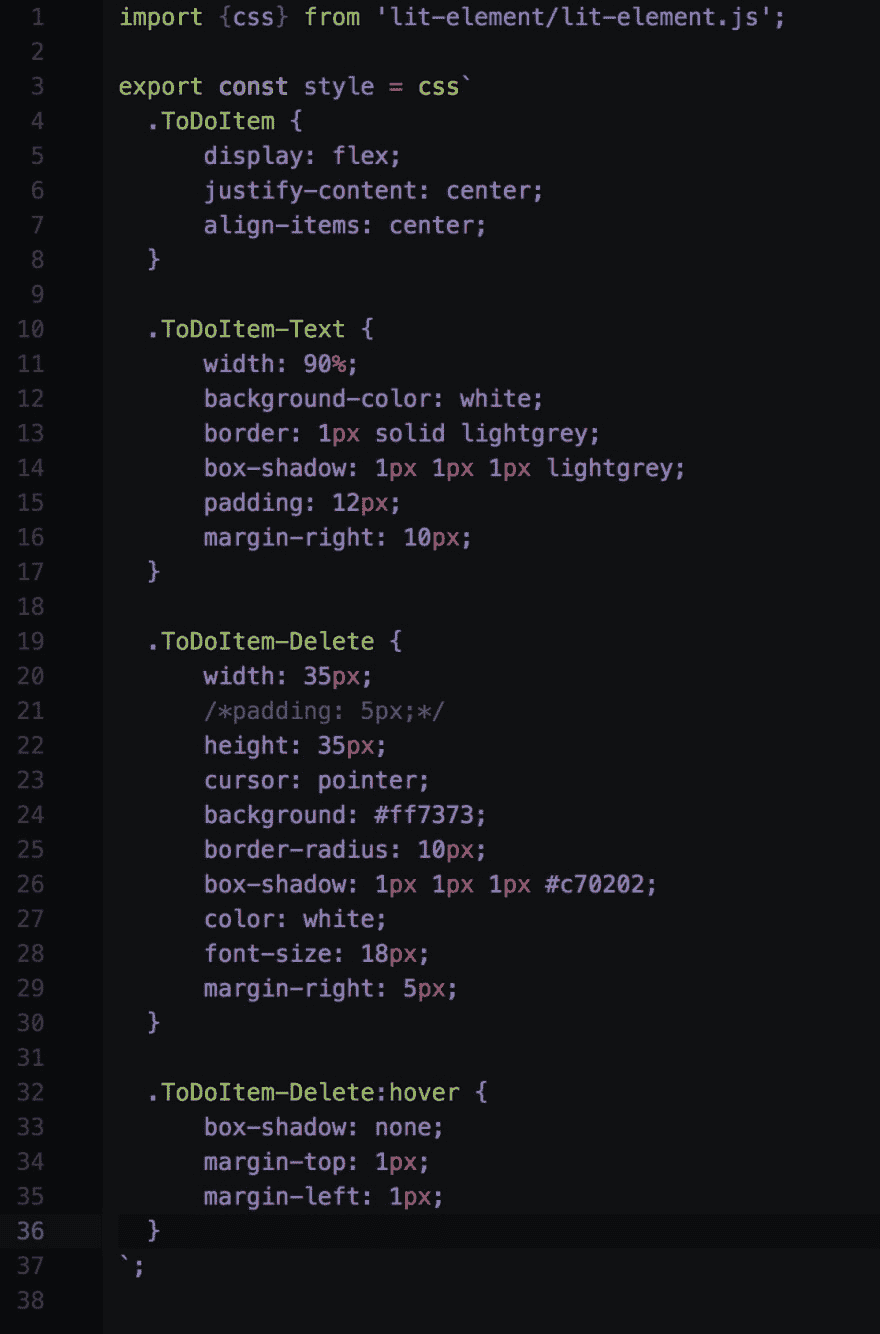 1 import {css} from 'lit-element/lit-element.js';
2
3 export const style = css`
4 .ToDoItem {
5 display: flex;
6 justify-content: center;
7 align-items: center;
8 }
9
10 .ToDoItem-Text {
11 width: 90%;
12 background-color: white;
13 border: 1px solid lightgrey;
14 box-shadow: 1px 1px 1px lightgrey;
15 padding: 12px;
16 margin-right: 10px;
17 }
18
19 .ToDoItem-Delete {
20 width: 35px;
21 /*padding: 5px;*/
22 height: 35px;
23 cursor: pointer;
24 background: #ff7373;
25 border-radius: 10px;
26 box-shadow: 1px 1px 1px #c70202;
27 color: white;
28 font-size: 18px;
29 margin-right: 5px;
30 }
31
32 .ToDoItem-Delete:hover {
33 box-shadow: none;
34 margin-top: 1px;
35 margin-left: 1px;
36 }
37 `;
38